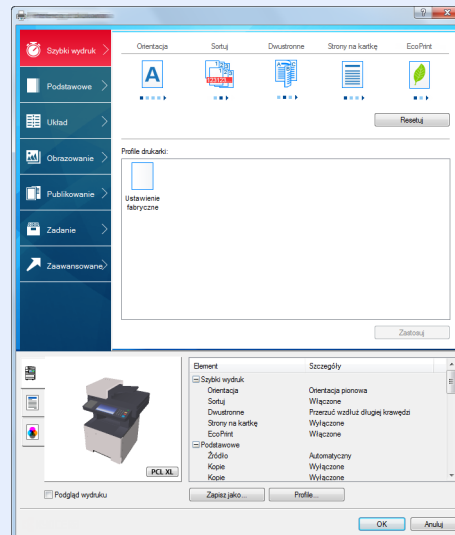 Szybki wydruk
Podstawowe
Układ
Obrazowanie
Publikowanie
Zadanie
Zaawansowane
Orientacja Sortuj Dwustronne Strony na kartkę EcoPrint
A
123123
Resetuj
Profile drukarki:
Ustawienie
fabryczne
Zastosuj
Element Szczegóły
Szybki wydruk
Orientacja Orientacja pionowa
Sortuj Włączone
Dwustronne Przerzuć wzdłuż długiej krawędzi
Strony na kartkę Wyłączone
EcoPrint Włączone
Podstawowe
Źródło Automatyczny
Kopie Wyłączone
Kopie Wyłączone
PCL XL
Podgląd wydruku
Zapisz jako... Profile...
OK Anuluj